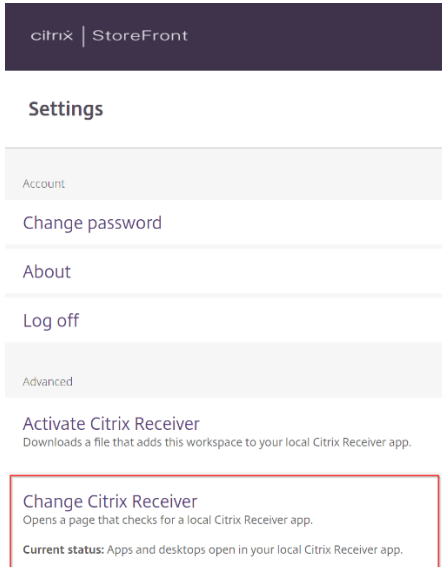 citrix | StoreFront
Settings
Account
Change password
About
Log off
Advanced
Activate Citrix Receiver
Downloads a file that adds this workspace to your local Citrix Receiver app.
Change Citrix Receiver
Opens a page that checks for a local Citrix Receiver app.
Current status: Apps and desktops open in your local Citrix Receiver app.